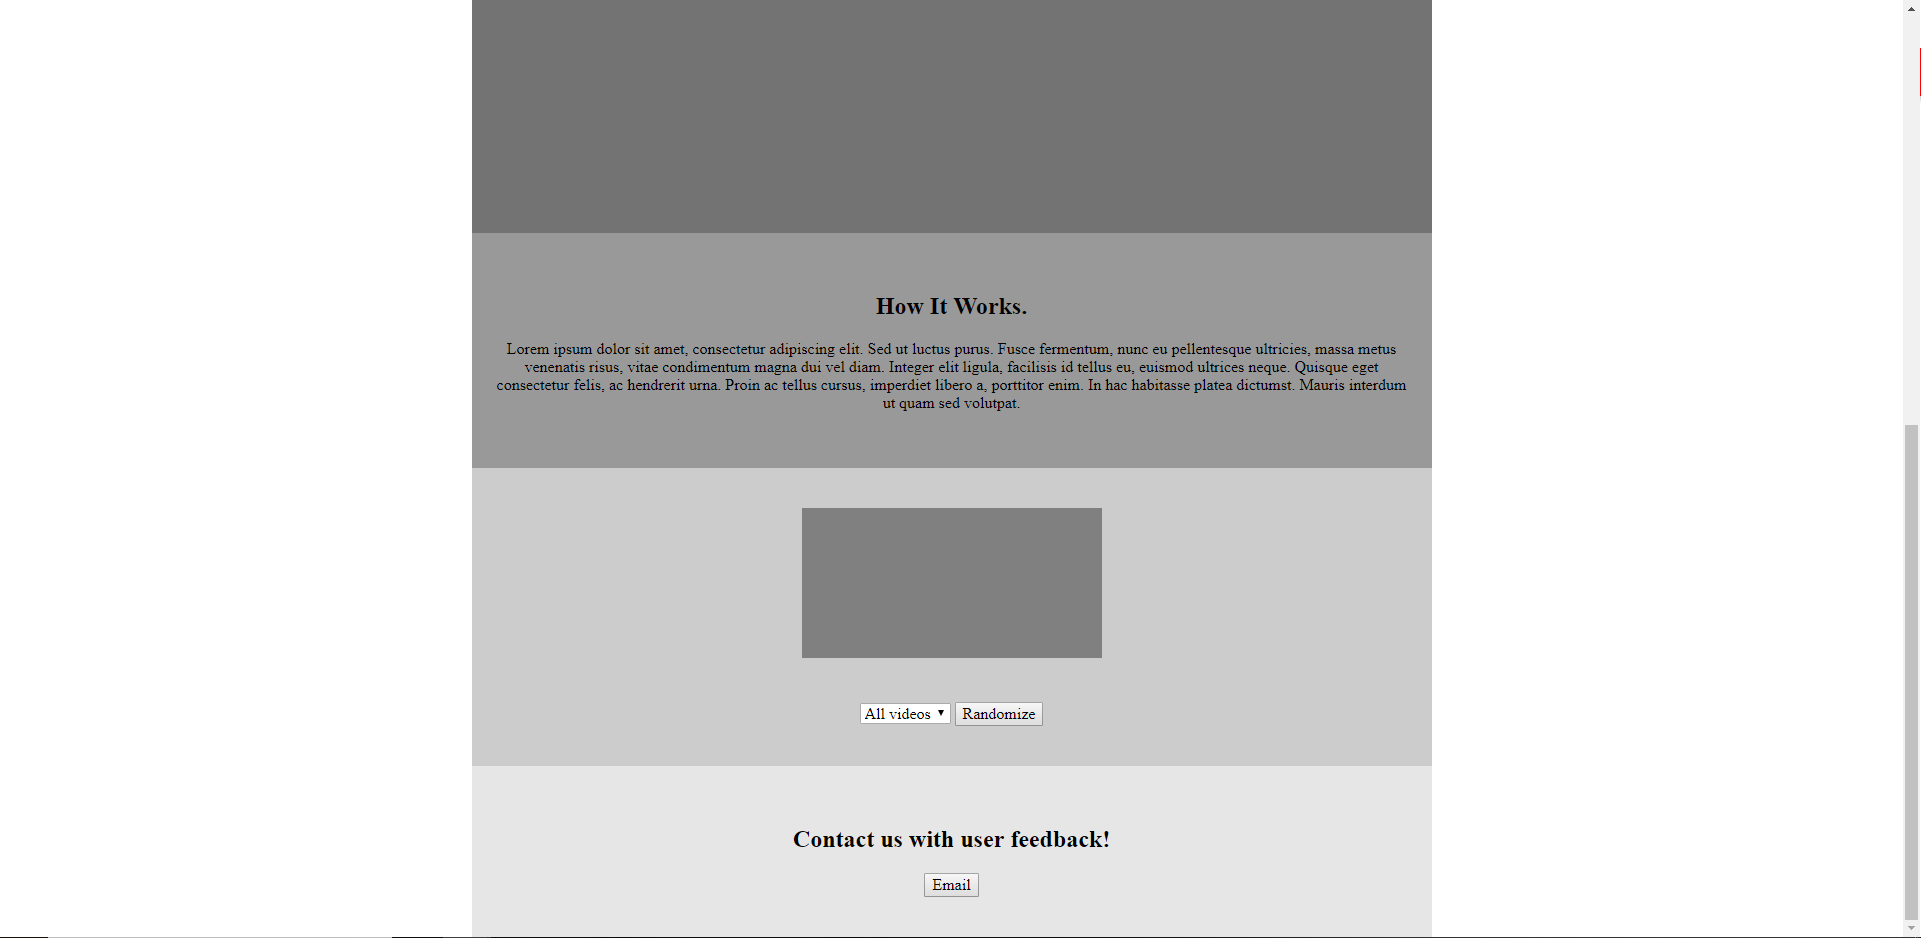 How It Works.
Lorem ipsum dolor sit amet, consectetur adipiscing elit. Sed ut luctus purus. Fusce fermentum, nunc eu pellentesque ultricies, massa metus
venenatis risus, vitae condimentum magna dui vel diam. Integer elit ligula, facilisis id tellus eu, euismod ultrices neque. Quisque eget
consectetur felis, ac hendrerit urna. Proin ac tellus cursus, imperdiet libero a, porttitor enim. In hac habitasse platea dictumst. Mauris interdum
ut quam sed volutpat.
All videos Randomize
Contact us with user feedback!
Email